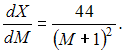 dX/dM = 44/(M+1)².